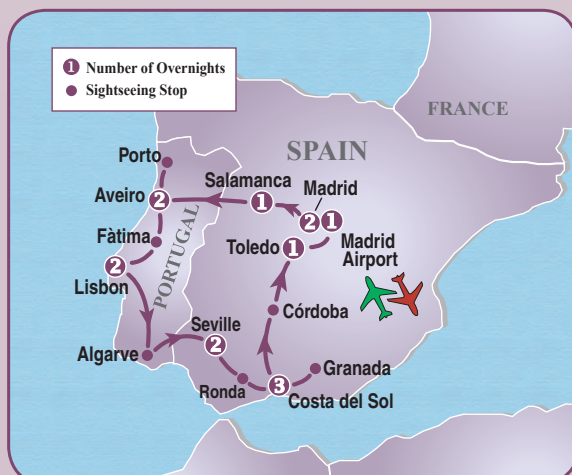 1 Number of Overnights
Sightseeing Stop
FRANCE
SPAIN
Porto
Salamanca
Madrid
Aveiro
2
1
2
1
PORTUGAL
Fàtima
Toledo
1
Madrid
Airport
2
Lisbon
Córdoba
Seville
2
Algarve
Granada
Ronda
3
Costa del Sol